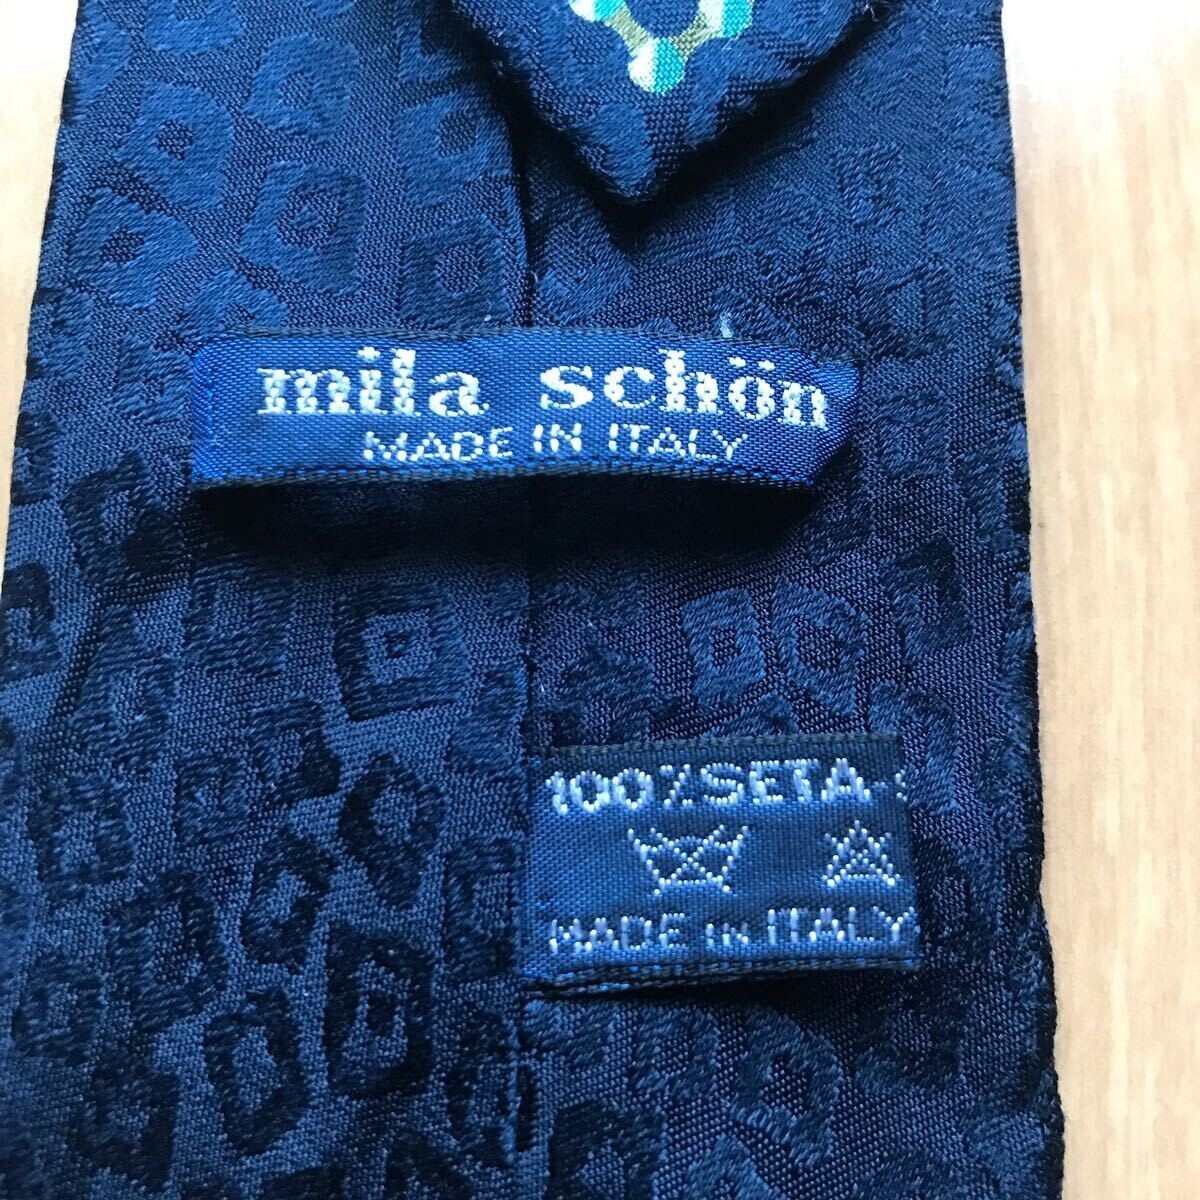 mila schön
MADE IN ITALY
100% SETA
MADE IN ITALY